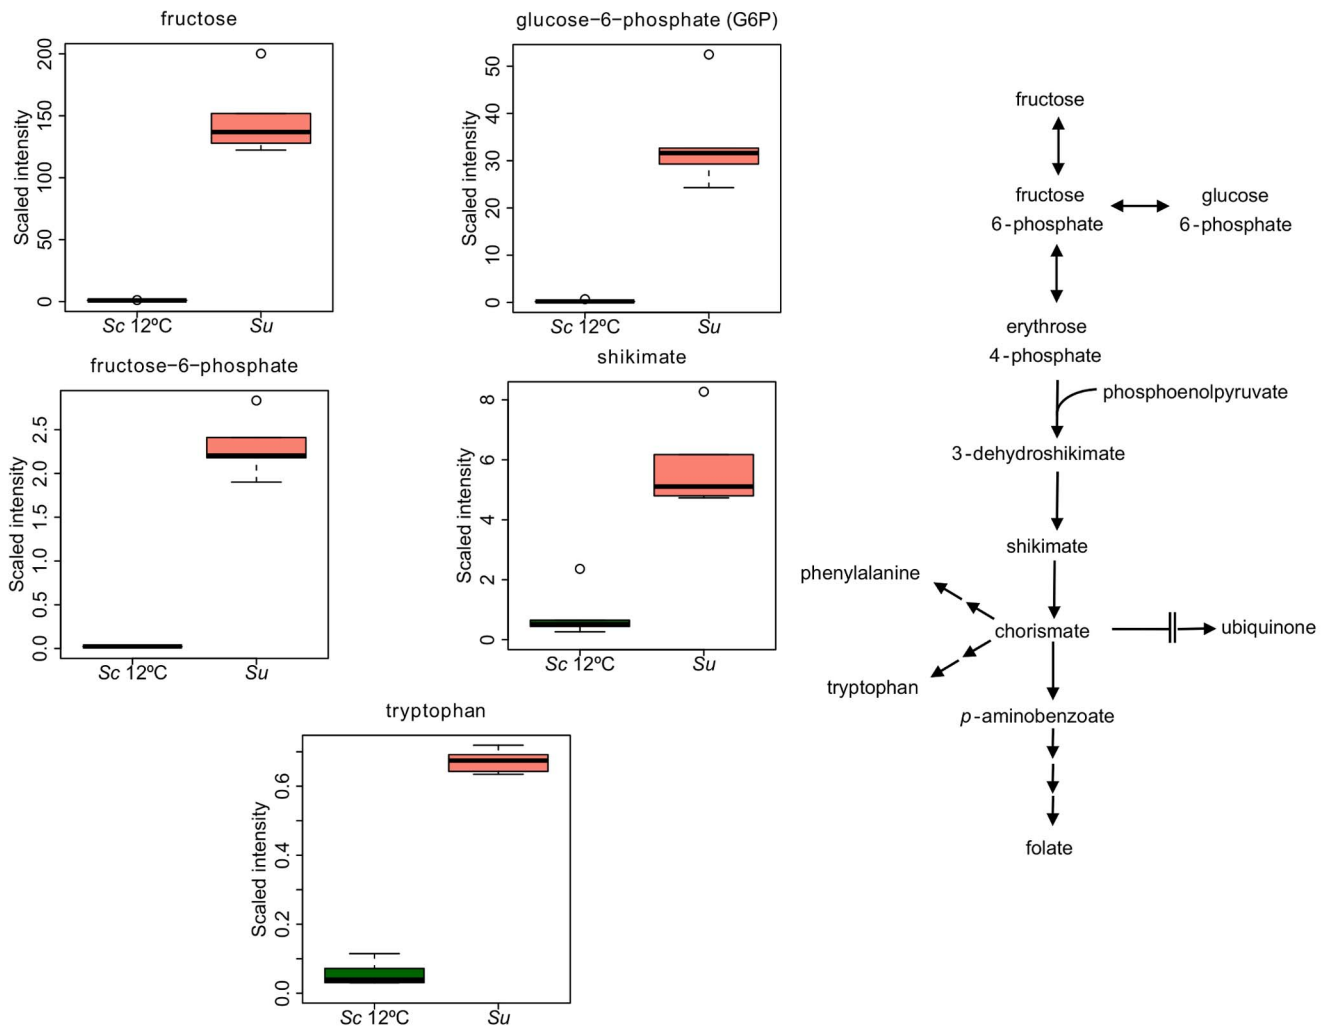 fructose
Scaled intensity
200
150
100
50
0
Sc 12ºC
Su
glucose−6−phosphate (G6P)
Scaled intensity
50
40
30
20
10
0
Sc 12ºC
Su
fructose−6−phosphate
Scaled intensity
2.5
2.0
1.5
1.0
0.5
0.0
Sc 12ºC
Su
shikimate
Scaled intensity
8
6
4
2
0
Sc 12ºC
Su
tryptophan
Scaled intensity
0.6
0.4
0.2
0.0
Sc 12ºC
Su
fructose
fructose
6-phosphate
glucose
6-phosphate
erythrose
4-phosphate
phosphoenolpyruvate
3-dehydroshikimate
shikimate
phenylalanine
chorismate
ubiquinone
tryptophan
p-aminobenzoate
folate